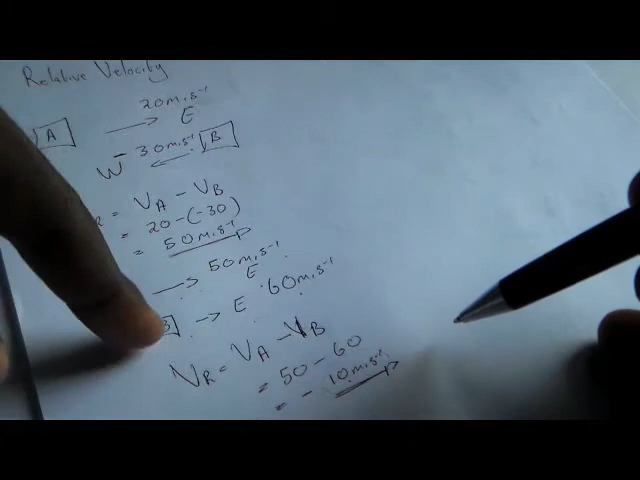 Relative Velocity
20m.s⁻¹
A → E
W 30m.s⁻¹ ← B
R = VA - VB
= 20-(-30)
= 50m.s⁻¹ →
→ 50m.s⁻¹ E
B → E 60m.s⁻¹
VR = VA - VB
= 50 - 60
= - 10m.s⁻¹ →